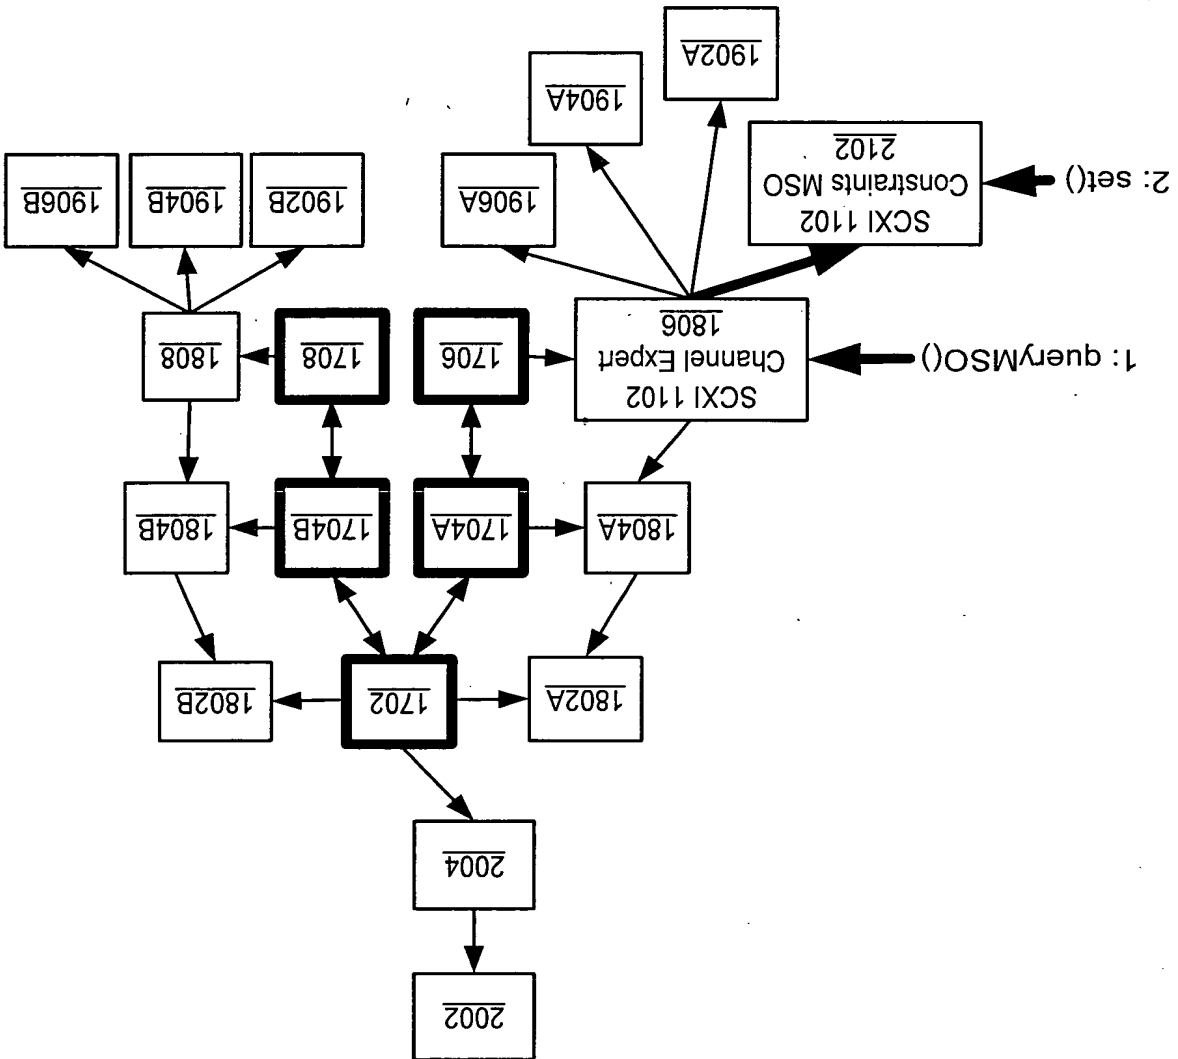 2002
2004
1802A
1702
1802B
1804A
1704A
1704B
1804B
1: queryMSO()
SCXI 1102
Channel Expert
1806
1706
1708
1808
2: set()
SCXI 1102
Constraints MSO
2102
1906A
1902B
1904B
1906B
1904A
1902A